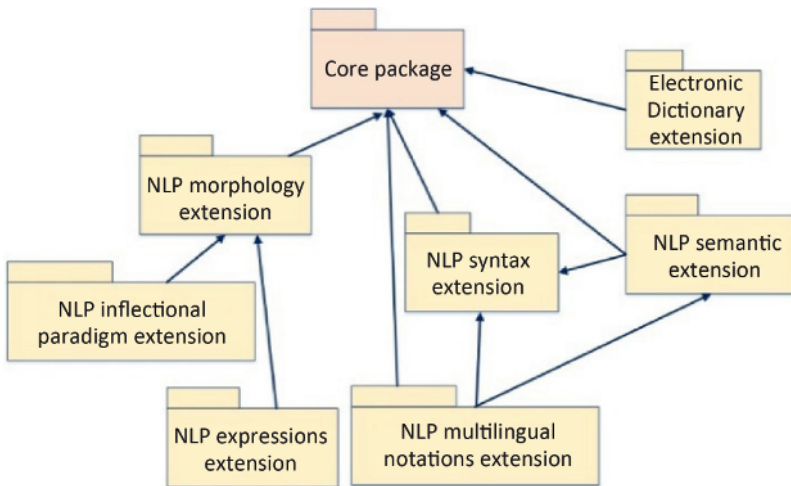 Core package
Electronic
Dictionary
extension
NLP morphology
extension
NLP syntax
extension
NLP semantic
extension
NLP inflectional
paradigm extension
NLP expressions
extension
NLP multilingual
notations extension